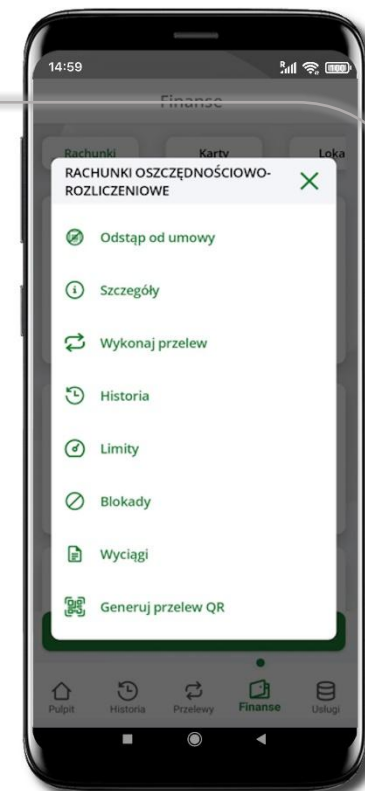 14:59
R
100
Finanse
Rachunki Karty Loka
RACHUNKI OSZCZĘDNOŚCIOWO-
ROZLICZENIOWE
Odstąp od umowy
Szczegóły
Wykonaj przelew
Historia
Limity
Blokady
Wyciągi
Generuj przelew QR
Pulpit Historia Przelewy Finanse Usługi